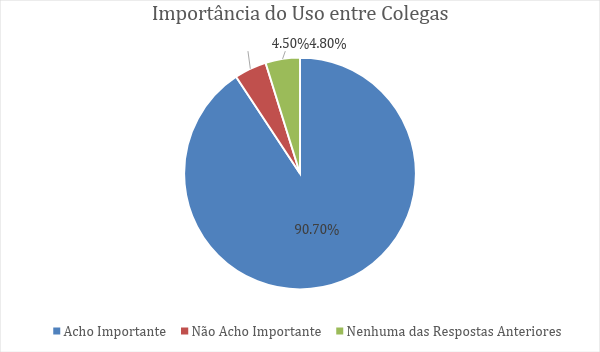 Importância do Uso entre Colegas
4.50%4.80%
90.70%
Acho Importante Não Acho Importante Nenhuma das Respostas Anteriores